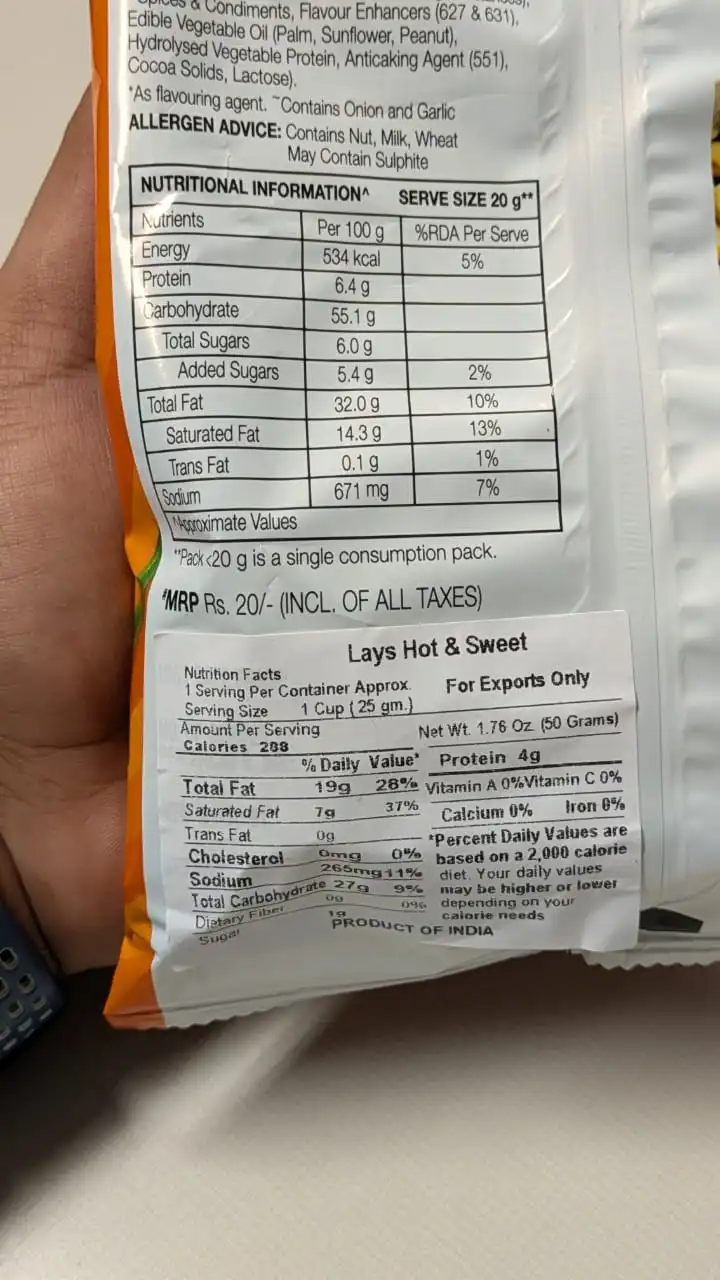 & Condiments, Flavour Enhancers (627 & 631),
Edible Vegetable Oil (Palm, Sunflower, Peanut),
Hydrolysed Vegetable Protein, Anticaking Agent (551),
Cocoa Solids, Lactose).
*As flavouring agent. ~Contains Onion and Garlic
ALLERGEN ADVICE: Contains Nut, Milk, Wheat
May Contain Sulphite
NUTRITIONAL INFORMATION^ SERVE SIZE 20 g**
Nutrients Per 100 g %RDA Per Serve
Energy 534 kcal 5%
Protein 6.4 g
Carbohydrate 55.1 g
Total Sugars 6.0 g
Added Sugars 5.4 g 2%
Total Fat 32.0 g 10%
Saturated Fat 14.3 g 13%
Trans Fat 0.1 g 1%
Sodium 671 mg 7%
^Approximate Values
**Pack <20 g is a single consumption pack.
#MRP Rs. 20/- (INCL. OF ALL TAXES)
Lays Hot & Sweet
Nutrition Facts
1 Serving Per Container Approx. For Exports Only
Serving Size 1 Cup ( 25 gm.)
Amount Per Serving Net Wt. 1.76 Oz. (50 Grams)
Calories 288
% Daily Value* Protein 4g
Total Fat 19g 28% Vitamin A 0% Vitamin C 0%
Saturated Fat 7g 37% Calcium 0% Iron 0%
Trans Fat 0g *Percent Daily Values are
Cholesterol 0mg 0% based on a 2,000 calorie
Sodium 265mg 11% diet. Your daily values
Total Carbohydrate 27g 9% may be higher or lower
Dietary Fiber 0g 0% depending on your
Sugar 1g calorie needs
PRODUCT OF INDIA